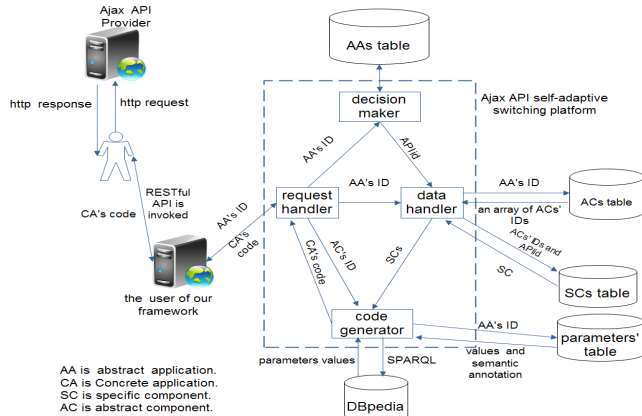 Ajax API
Provider
http response
http request
CA's code
RESTful
API is
invoked
the user of our
framework
AA's ID
CA's
code
AAs table
Ajax API self-adaptive
switching platform
decision
maker
AA's ID
APIid
request
handler
AA's ID
data
handler
AA's ID
an array of ACs'
IDs
ACs table
ACs' IDs and
APIid
SC
SCs table
CA's code
AC's ID
SCs
code
generator
AA's ID
values and
semantic
annotation
parameters'
table
parameters values
SPARQL
DBpedia
AA is abstract application.
CA is Concrete application.
SC is specific component.
AC is abstract component.